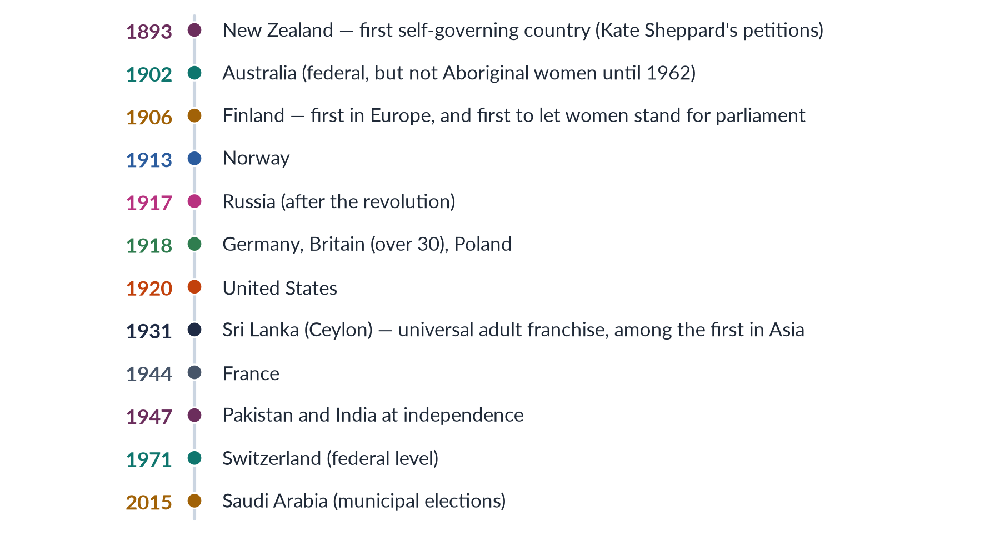 1893 New Zealand — first self-governing country (Kate Sheppard's petitions)
1902 Australia (federal, but not Aboriginal women until 1962)
1906 Finland — first in Europe, and first to let women stand for parliament
1913 Norway
1917 Russia (after the revolution)
1918 Germany, Britain (over 30), Poland
1920 United States
1931 Sri Lanka (Ceylon) — universal adult franchise, among the first in Asia
1944 France
1947 Pakistan and India at independence
1971 Switzerland (federal level)
2015 Saudi Arabia (municipal elections)